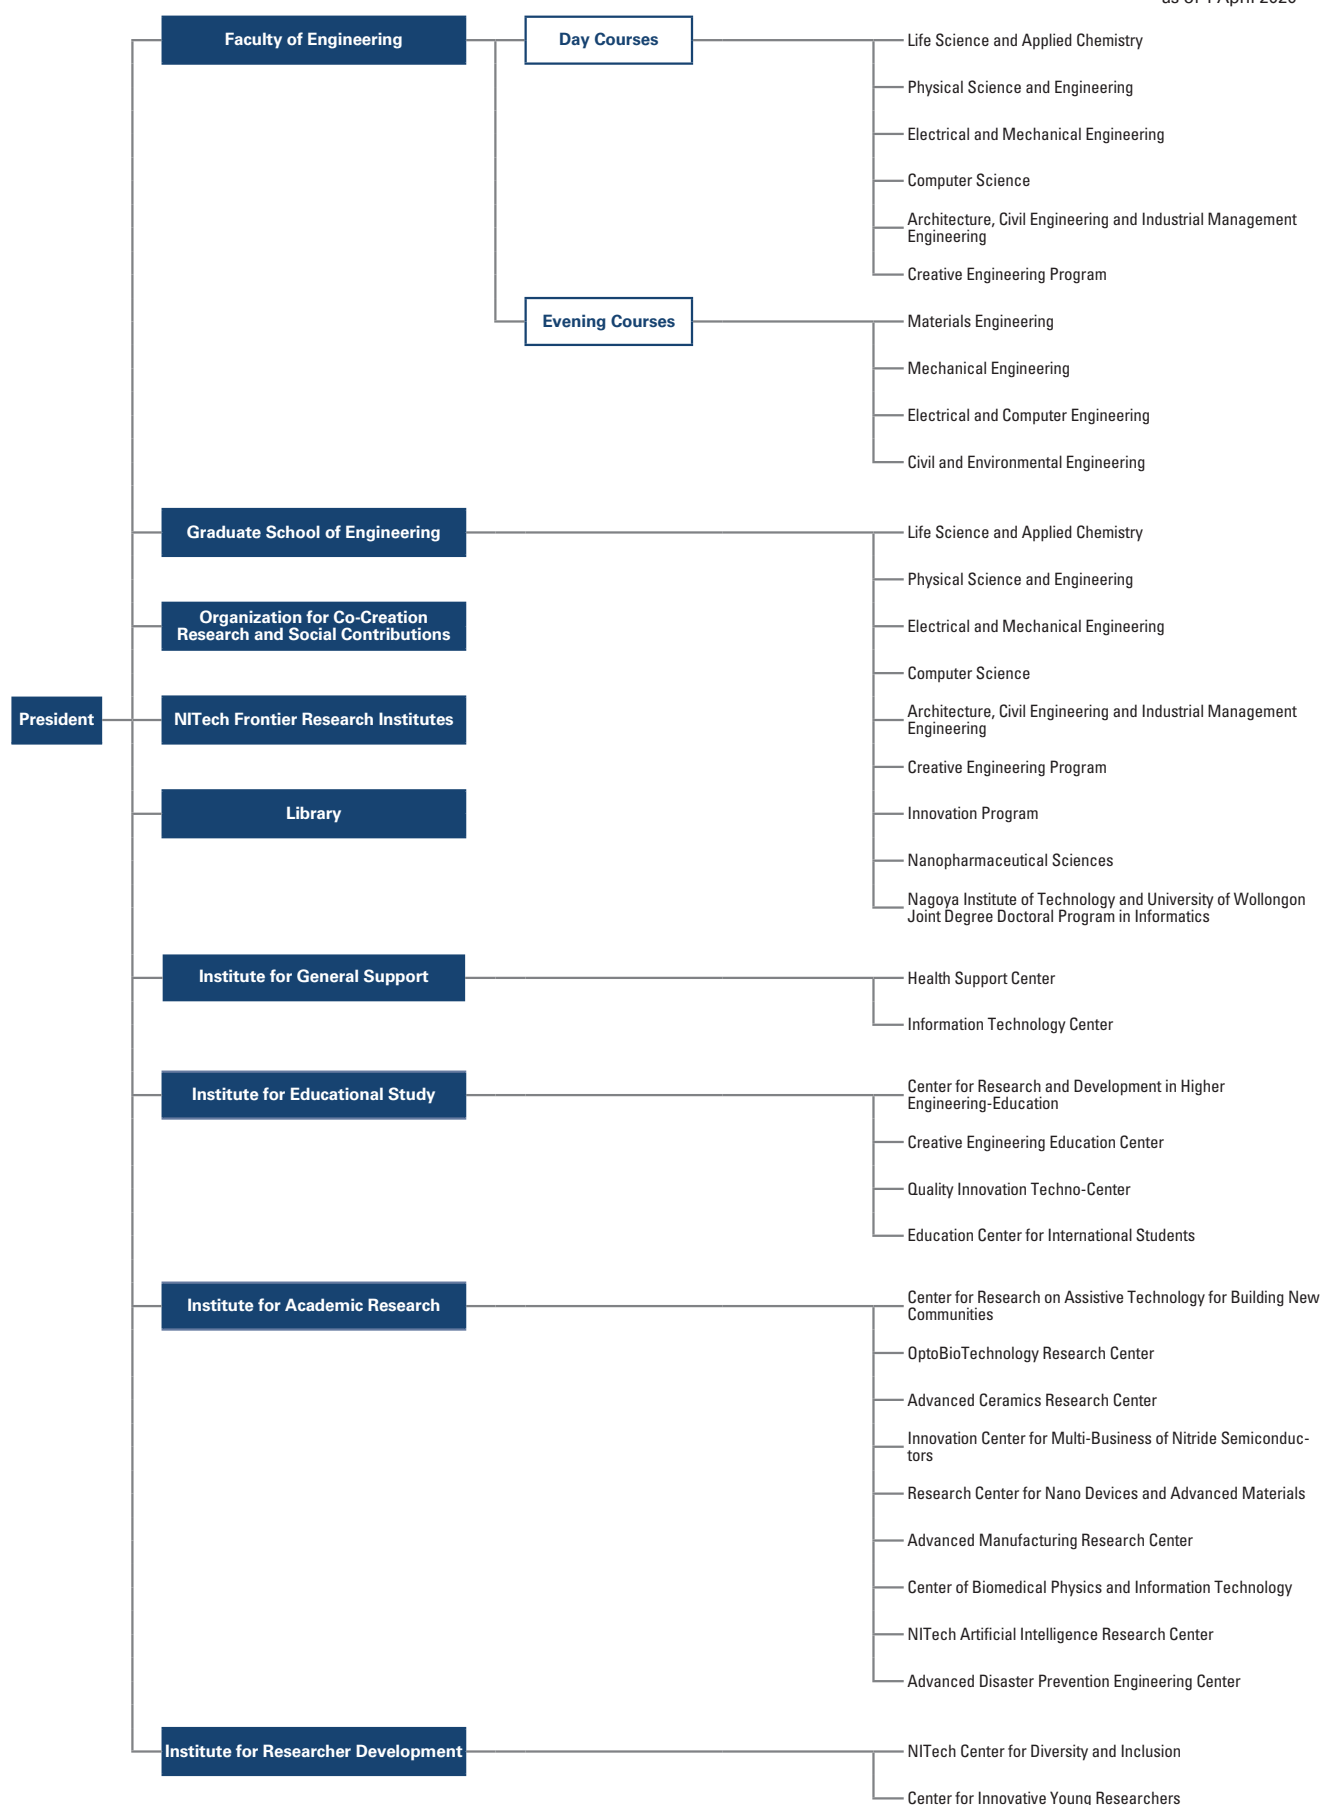 Faculty of Engineering
Day Courses
Life Science and Applied Chemistry
Physical Science and Engineering
Electrical and Mechanical Engineering
Computer Science
Architecture, Civil Engineering and Industrial Management
Engineering
Creative Engineering Program
Evening Courses
Materials Engineering
Mechanical Engineering
Electrical and Computer Engineering
Civil and Environmental Engineering
Graduate School of Engineering
Life Science and Applied Chemistry
Physical Science and Engineering
Electrical and Mechanical Engineering
Computer Science
Architecture, Civil Engineering and Industrial Management
Engineering
Creative Engineering Program
Innovation Program
Nanopharmaceutical Sciences
Nagoya Institute of Technology and University of Wollongon
Joint Degree Doctoral Program in Informatics
Organization for Co-Creation
Research and Social Contributions
President
NITech Frontier Research Institutes
Library
Institute for General Support
Health Support Center
Information Technology Center
Institute for Educational Study
Center for Research and Development in Higher
Engineering-Education
Creative Engineering Education Center
Quality Innovation Techno-Center
Education Center for International Students
Institute for Academic Research
Center for Research on Assistive Technology for Building New
Communities
OptoBioTechnology Research Center
Advanced Ceramics Research Center
Innovation Center for Multi-Business of Nitride Semiconduc-
tors
Research Center for Nano Devices and Advanced Materials
Advanced Manufacturing Research Center
Center of Biomedical Physics and Information Technology
NITech Artificial Intelligence Research Center
Advanced Disaster Prevention Engineering Center
Institute for Researcher Development
NITech Center for Diversity and Inclusion
Center for Innovative Young Researchers